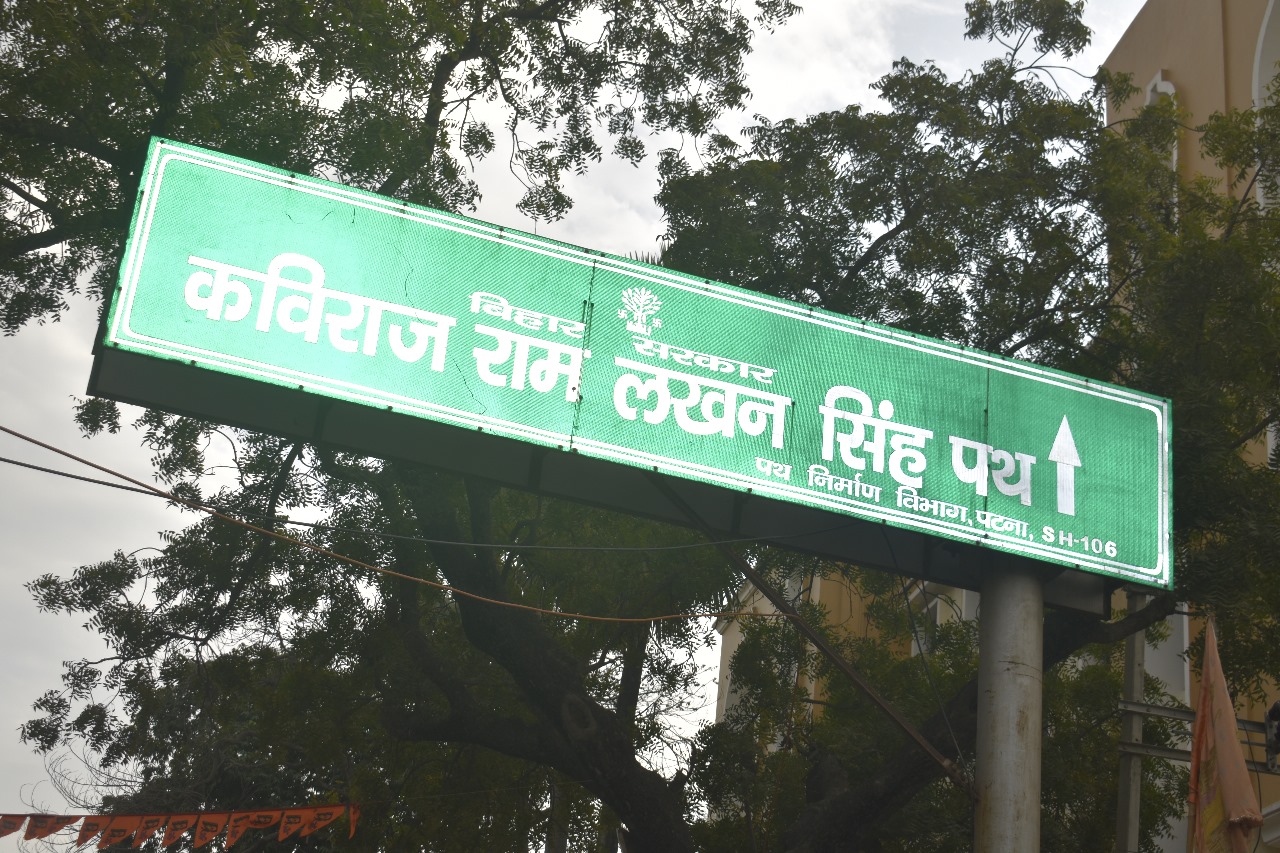 बिहार सरकार
कविराज राम लखन सिंह पथ
पथ निर्माण विभाग, पटना, SH-106